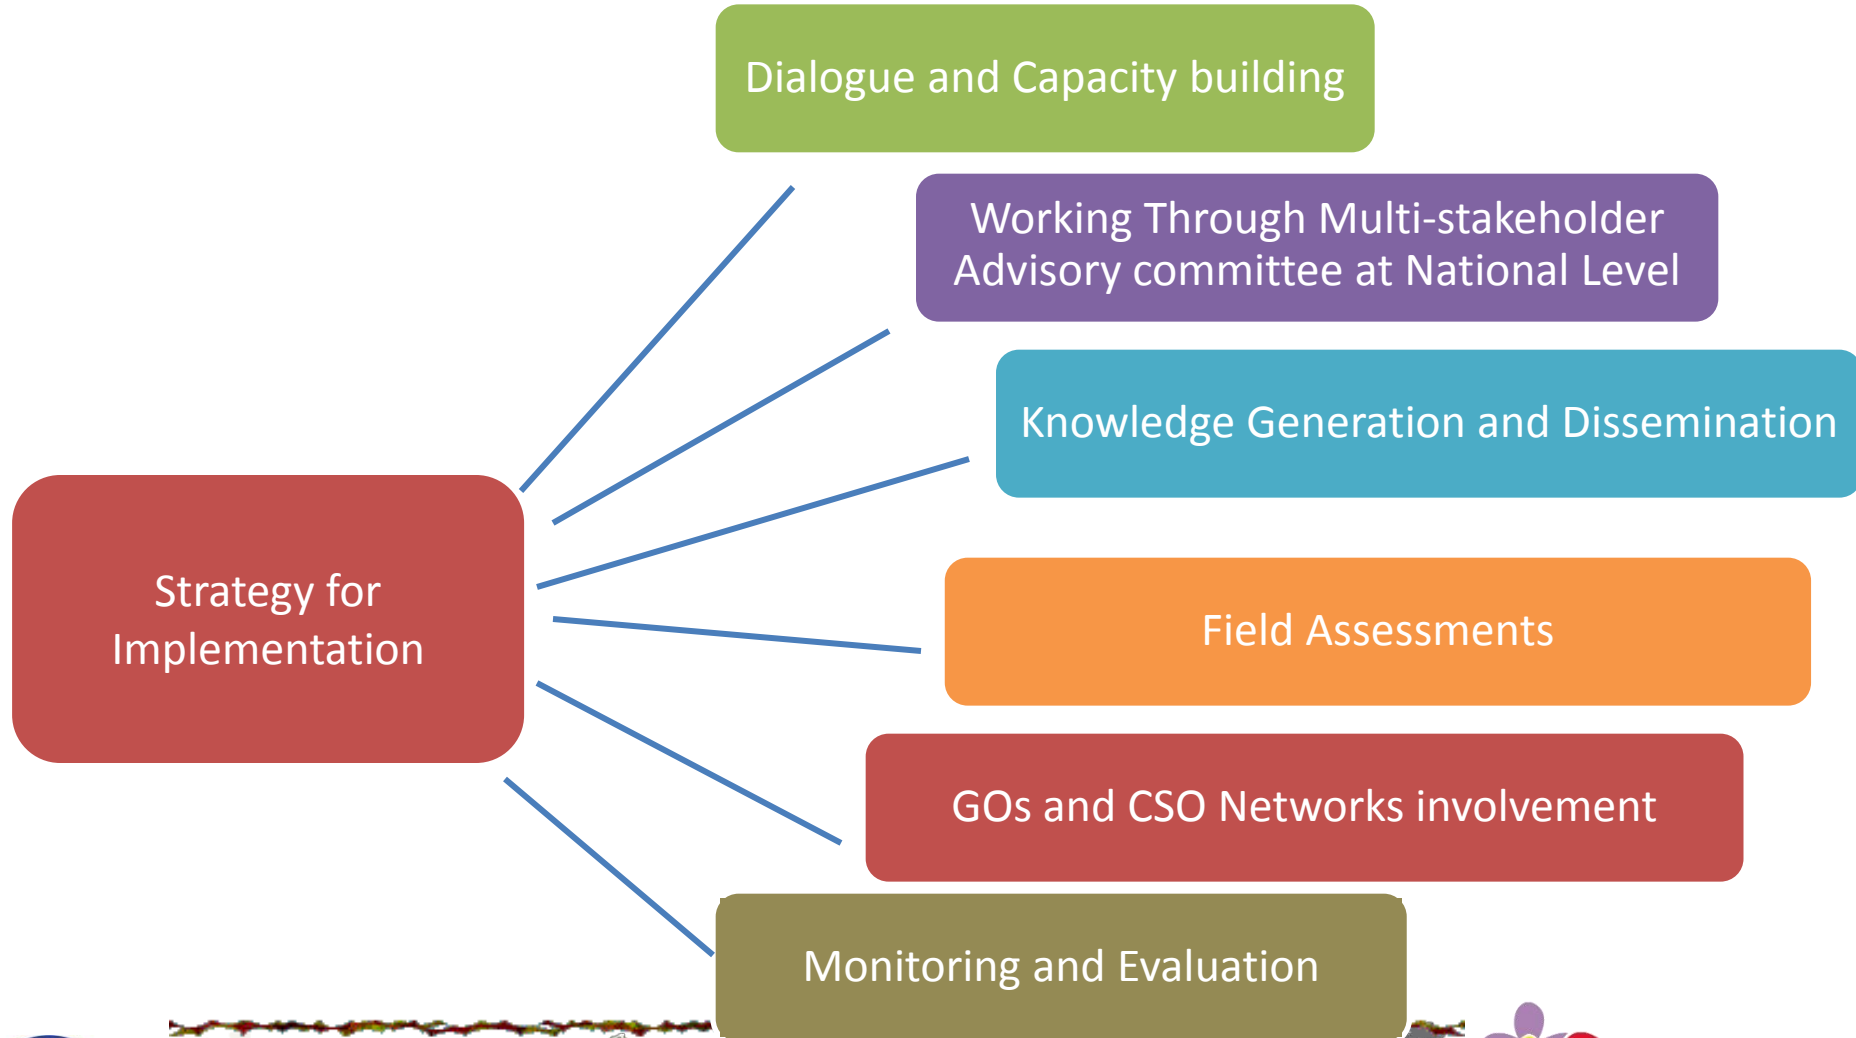 Dialogue and Capacity building
Working Through Multi-stakeholder
Advisory committee at National Level
Knowledge Generation and Dissemination
Strategy for
Implementation
Field Assessments
GOs and CSO Networks involvement
Monitoring and Evaluation